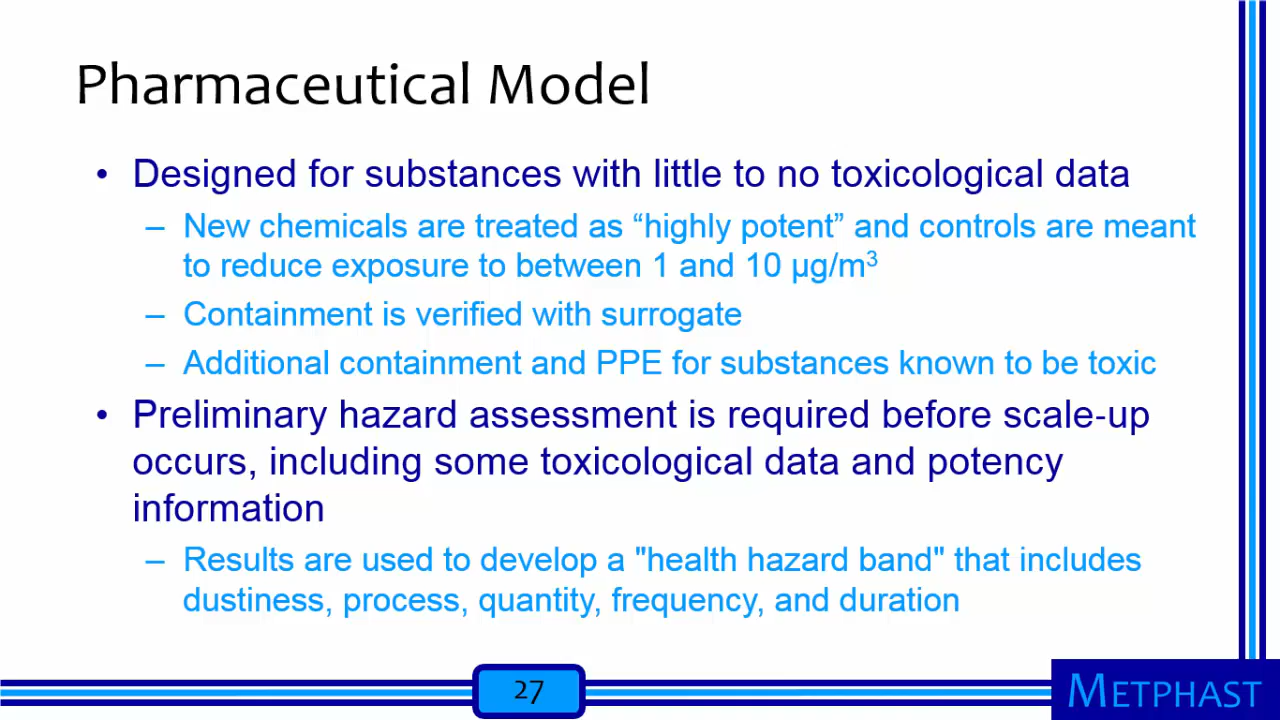 Pharmaceutical Model
• Designed for substances with little to no toxicological data
– New chemicals are treated as “highly potent” and controls are meant
to reduce exposure to between 1 and 10 µg/m³
– Containment is verified with surrogate
– Additional containment and PPE for substances known to be toxic
• Preliminary hazard assessment is required before scale-up
occurs, including some toxicological data and potency
information
– Results are used to develop a "health hazard band" that includes
dustiness, process, quantity, frequency, and duration
27
METPHAST